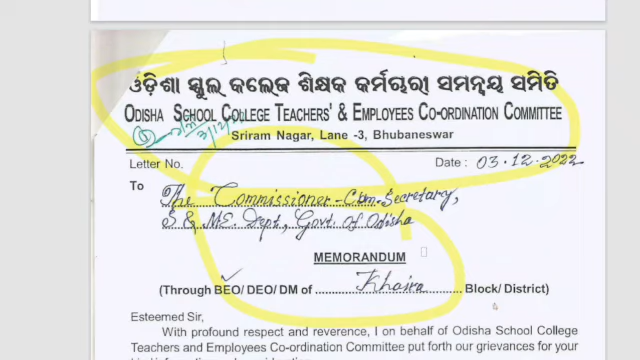 ଓଡ଼ିଶା ସ୍କୁଲ କଲେଜ ଶିକ୍ଷକ କର୍ମଚାରୀ ସମନ୍ୱୟ ସମିତି
ODISHA SCHOOL COLLEGE TEACHERS' & EMPLOYEES CO-ORDINATION COMMITTEE
Sriram Nagar, Lane -3, Bhubaneswar
Letter No. Date : 03.12.2022
To The Commissioner-Cum-Secretary,
S & ME. Dept, Govt. of Odisha
MEMORANDUM
(Through BEO/ DEO/ DM of Khaira Block/ District)
Esteemed Sir,
With profound respect and reverence, I on behalf of Odisha School College
Teachers and Employees Co-ordination Committee put forth our grievances for your